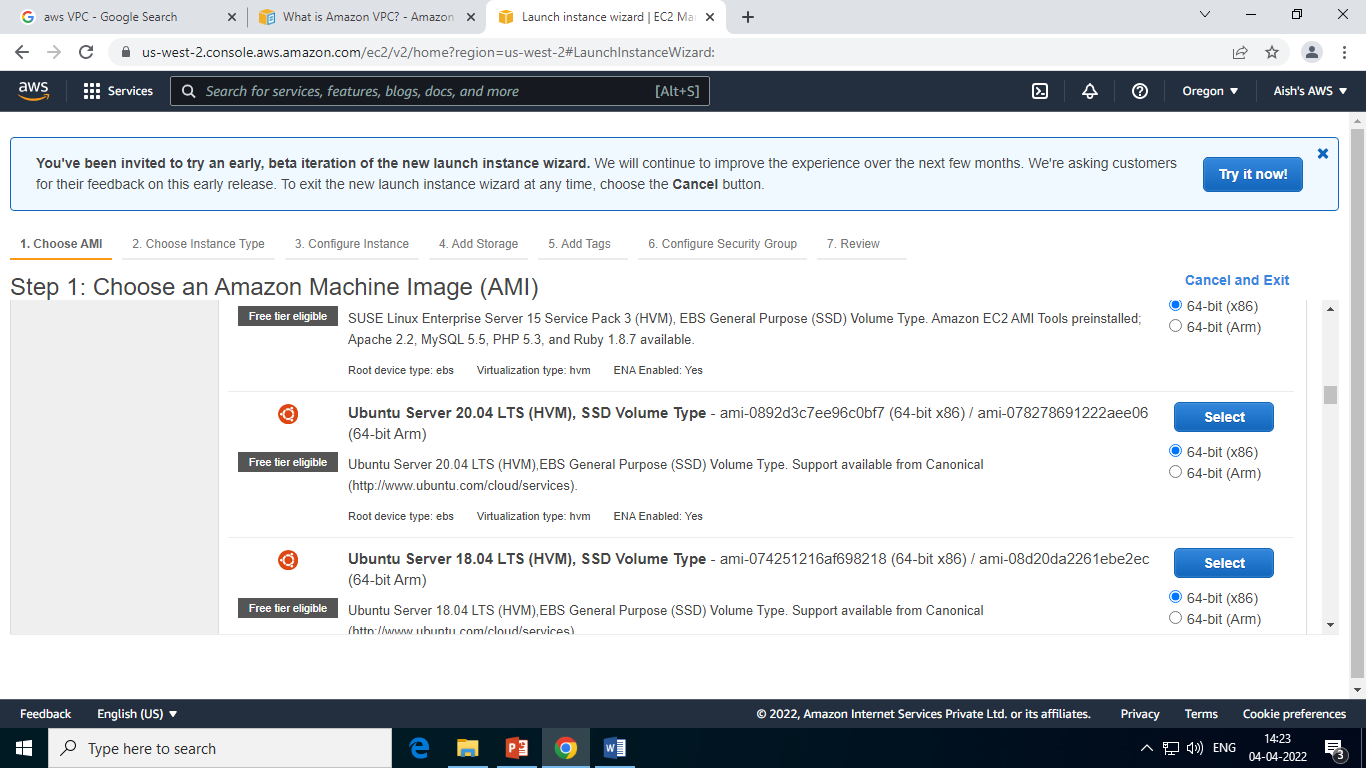 aws VPC - Google Search
What is Amazon VPC? - Amazon
Launch instance wizard | EC2 Ma
us-west-2.console.aws.amazon.com/ec2/v2/home?region=us-west-2#LaunchInstanceWizard:
aws Services Search for services, features, blogs, docs, and more [Alt+S] Oregon Aish's AWS
You've been invited to try an early, beta iteration of the new launch instance wizard. We will continue to improve the experience over the next few months. We're asking customers
for their feedback on this early release. To exit the new launch instance wizard at any time, choose the Cancel button.
Try it now!
1. Choose AMI 2. Choose Instance Type 3. Configure Instance 4. Add Storage 5. Add Tags 6. Configure Security Group 7. Review
Step 1: Choose an Amazon Machine Image (AMI)
Cancel and Exit
Free tier eligible
SUSE Linux Enterprise Server 15 Service Pack 3 (HVM), EBS General Purpose (SSD) Volume Type. Amazon EC2 AMI Tools preinstalled;
Apache 2.2, MySQL 5.5, PHP 5.3, and Ruby 1.8.7 available.
64-bit (x86)
64-bit (Arm)
Root device type: ebs Virtualization type: hvm ENA Enabled: Yes
Ubuntu Server 20.04 LTS (HVM), SSD Volume Type - ami-0892d3c7ee96c0bf7 (64-bit x86) / ami-078278691222aee06
(64-bit Arm)
Select
Free tier eligible
Ubuntu Server 20.04 LTS (HVM),EBS General Purpose (SSD) Volume Type. Support available from Canonical
(http://www.ubuntu.com/cloud/services).
64-bit (x86)
64-bit (Arm)
Root device type: ebs Virtualization type: hvm ENA Enabled: Yes
Ubuntu Server 18.04 LTS (HVM), SSD Volume Type - ami-074251216af698218 (64-bit x86) / ami-08d20da2261ebe2ec
(64-bit Arm)
Select
Free tier eligible
Ubuntu Server 18.04 LTS (HVM),EBS General Purpose (SSD) Volume Type. Support available from Canonical
(http://www.ubuntu.com/cloud/services)
64-bit (x86)
64-bit (Arm)
Feedback English (US) © 2022, Amazon Internet Services Private Ltd. or its affiliates. Privacy Terms Cookie preferences
Type here to search
ENG
14:23
04-04-2022
3